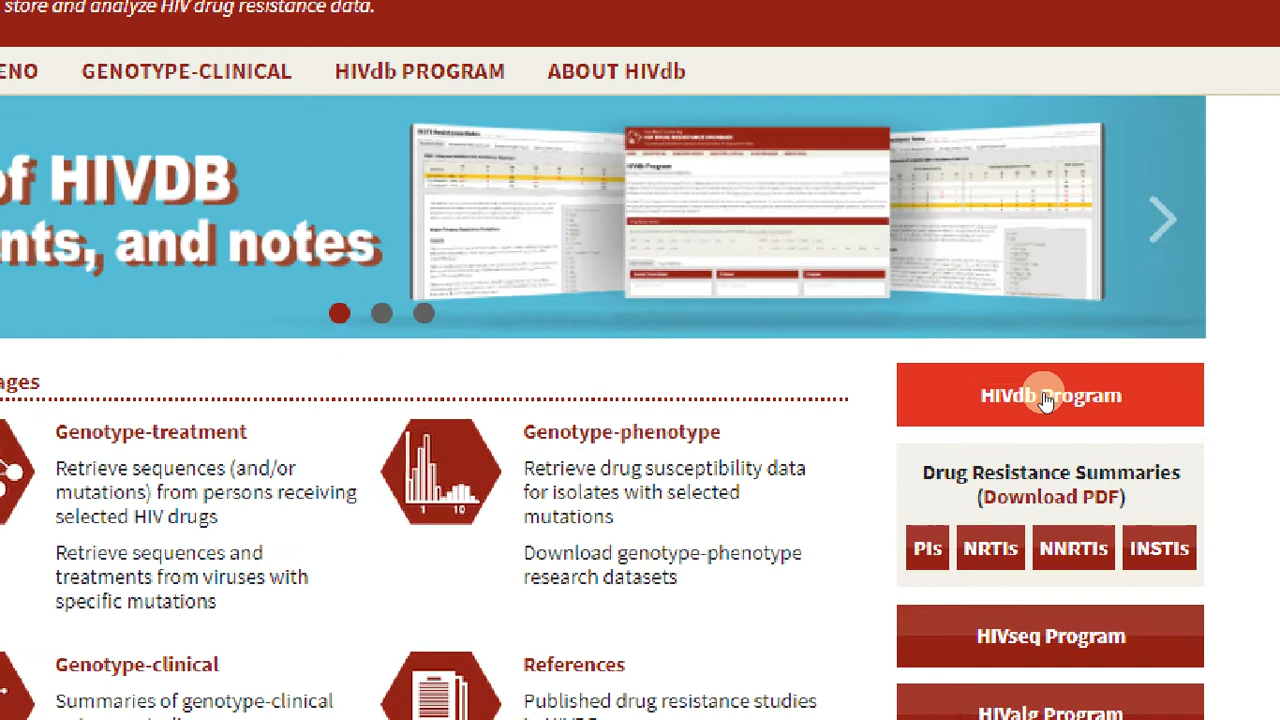 store and analyze HIV drug resistance data.
ENO GENOTYPE-CLINICAL HIVdb PROGRAM ABOUT HIVdb
of HIVDB
nts, and notes
ages
Genotype-treatment
Retrieve sequences (and/or
mutations) from persons receiving
selected HIV drugs
Retrieve sequences and
treatments from viruses with
specific mutations
Genotype-phenotype
1 10
Retrieve drug susceptibility data
for isolates with selected
mutations
Download genotype-phenotype
research datasets
Genotype-clinical
Summaries of genotype-clinical
References
Published drug resistance studies
HIVdb Program
Drug Resistance Summaries
(Download PDF)
PIs NRTIs NNRTIs INSTIs
HIVseq Program
HIValg Program